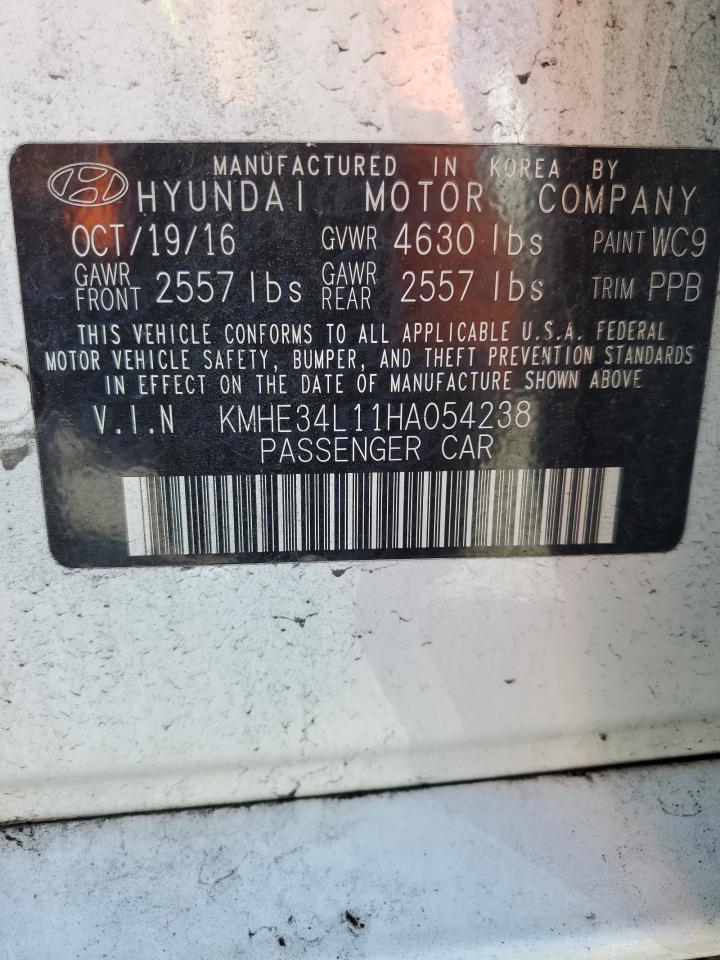 MANUFACTURED IN KOREA BY
HYUNDAI MOTOR COMPANY
OCT/19/16 GVWR 4630 lbs PAINT WC9
GAWR FRONT 2557 lbs GAWR REAR 2557 lbs TRIM PPB
THIS VEHICLE CONFORMS TO ALL APPLICABLE U.S.A. FEDERAL
MOTOR VEHICLE SAFETY, BUMPER, AND THEFT PREVENTION STANDARDS
IN EFFECT ON THE DATE OF MANUFACTURE SHOWN ABOVE
V.I.N KMHE34L11HA054238
PASSENGER CAR